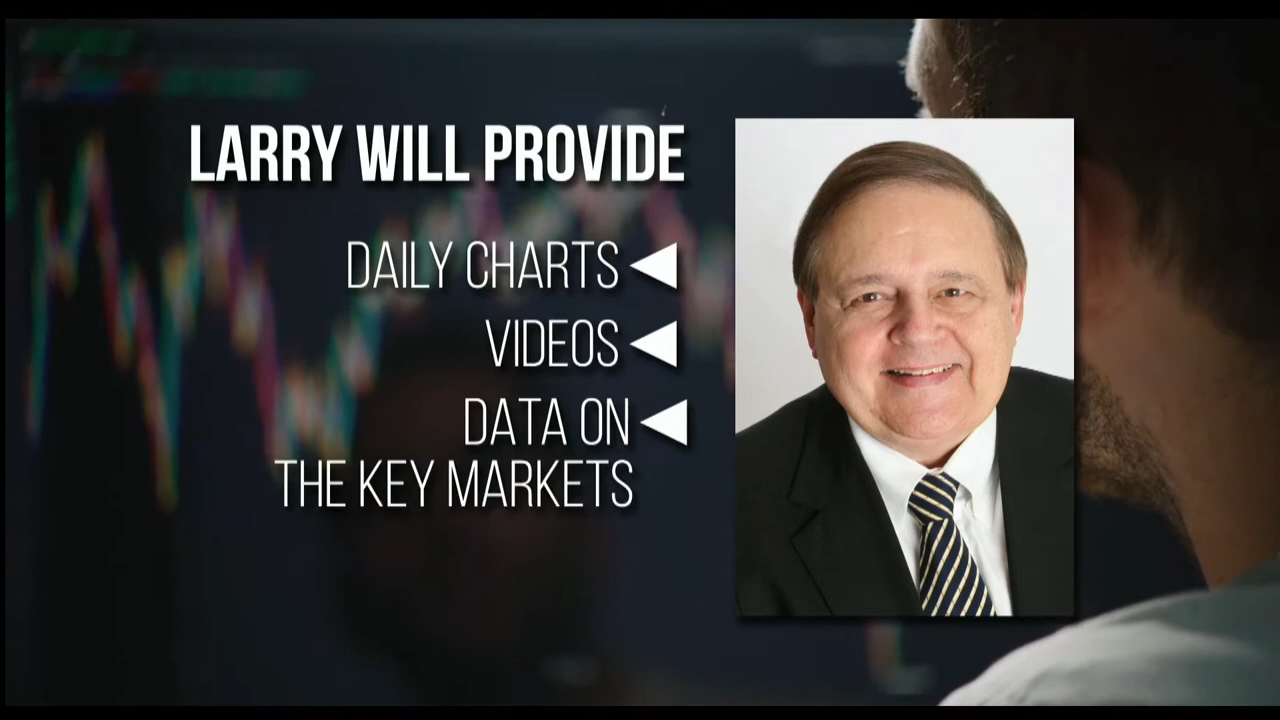 LARRY WILL PROVIDE
DAILY CHARTS
VIDEOS
DATA ON
THE KEY MARKETS